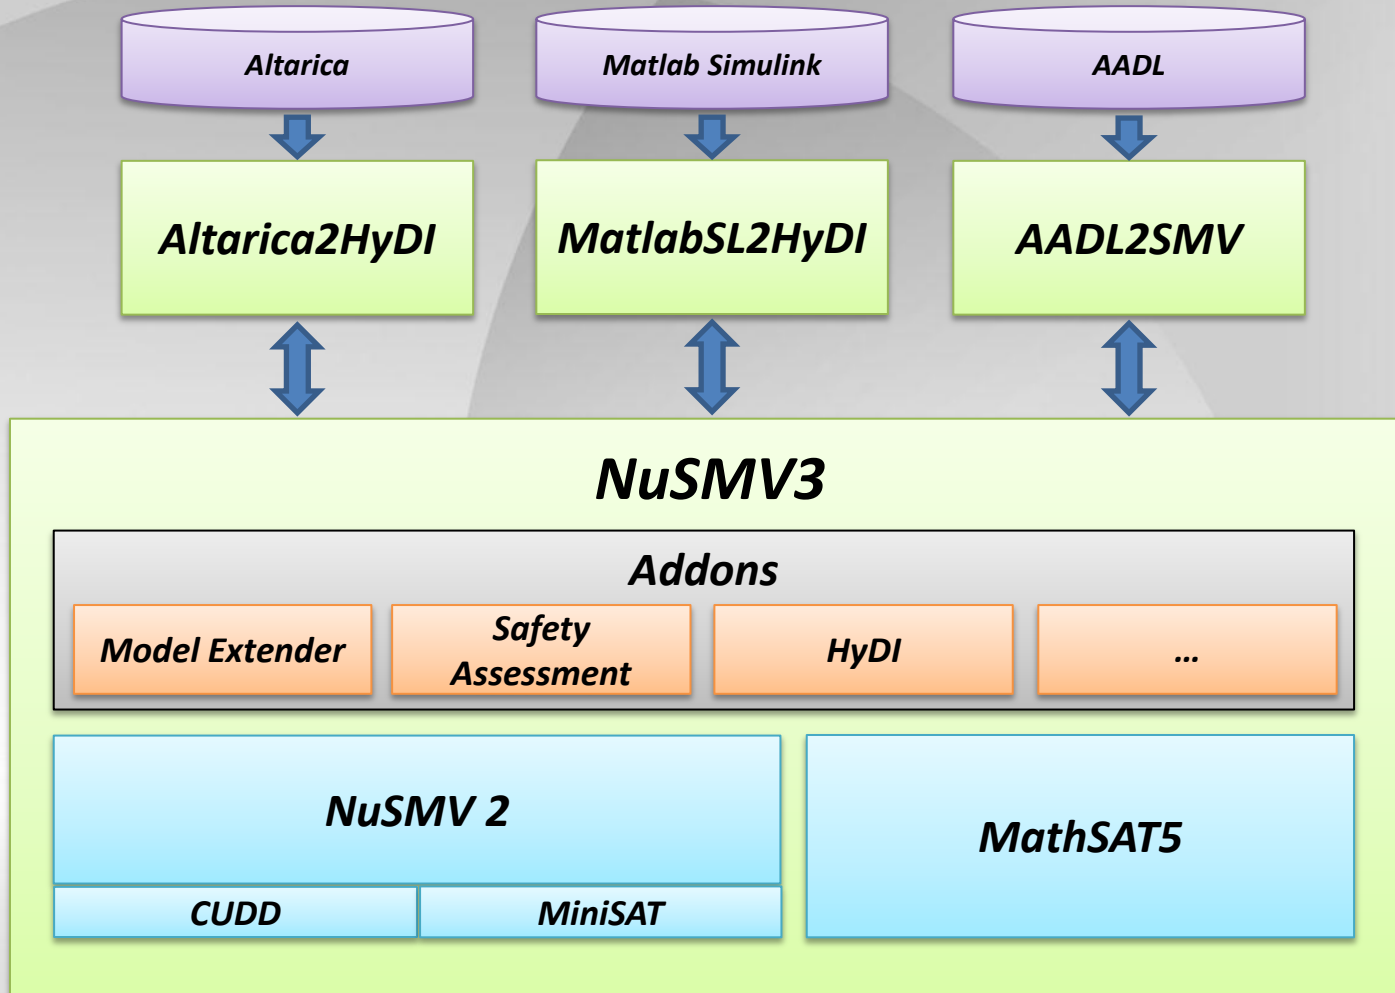 Altarica
Matlab Simulink
AADL
Altarica2HyDI
MatlabSL2HyDI
AADL2SMV
NuSMV3
Addons
Model Extender
Safety
Assessment
HyDI
...
NuSMV 2
MathSAT5
CUDD
MiniSAT